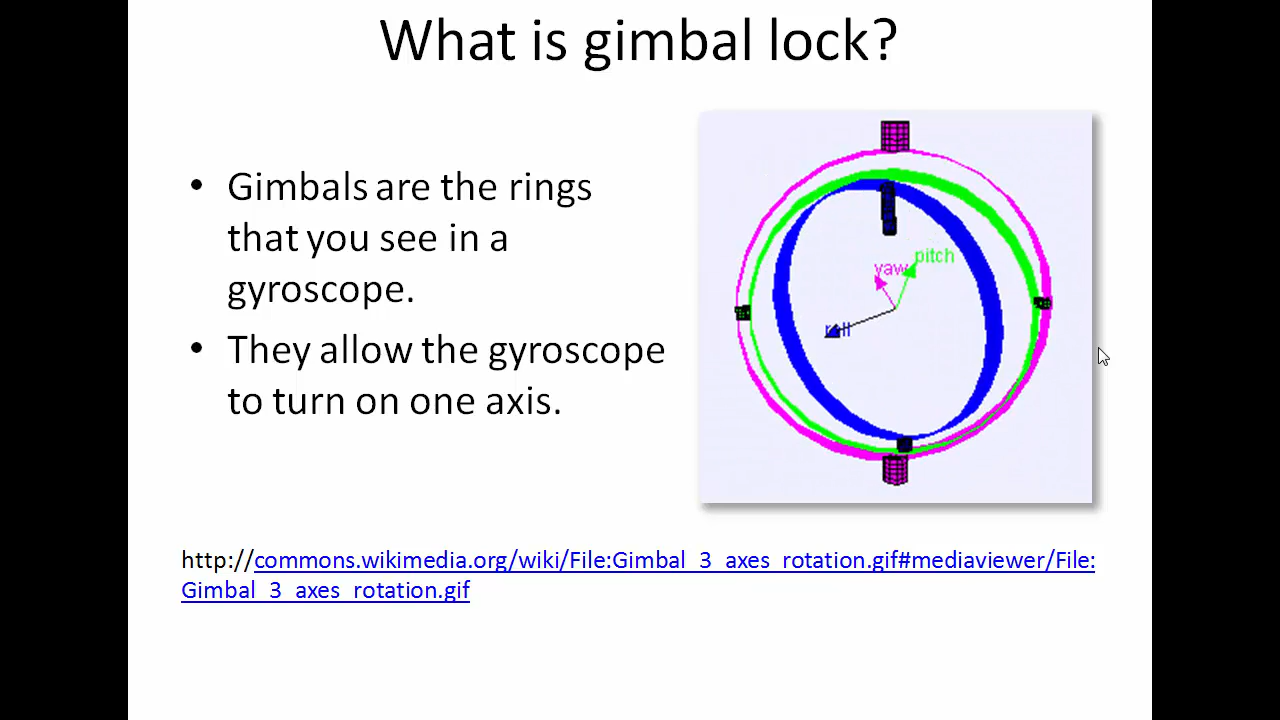 What is gimbal lock?
• Gimbals are the rings
that you see in a
gyroscope.
• They allow the gyroscope
to turn on one axis.
yaw
pitch
roll
http://commons.wikimedia.org/wiki/File:Gimbal_3_axes_rotation.gif#mediaviewer/File:
Gimbal_3_axes_rotation.gif